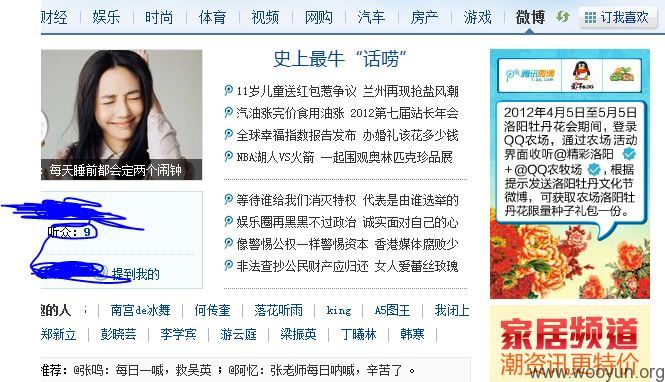 财经 娱乐 时尚 体育 视频 网购 汽车 房产 游戏 微博 订我喜欢
史上最牛“话唠”
11岁儿童送红包惹争议 兰州再现抢盐风潮
汽油涨完价食用油涨 2012第七届站长年会
全球幸福指数报告发布 办婚礼该花多少钱
NBA湖人VS火箭 一起围观奥林匹克珍品展
：每天睡前都会定两个闹钟
等待谁给我们消灭特权 代表是由谁选举的
娱乐圈再黑黑不过政治 诚实面对自己的心
像警惕公权一样警惕资本 香港媒体腐败少
非法查抄公民财产应归还 女人爱蕾丝玫瑰
听众：9
提到我的
的人
南宫de冰舞 何传奎 落花听雨 king A5图王 我闭上
郑新立 彭晓芸 李学宾 游云庭 梁振英 丁曦林 韩寒
推荐：@张鸣：每日一喊，救吴英 | @阿忆：张老师每日呐喊，辛苦了 。
腾讯微博
2012年4月5日至5月5日
洛阳牡丹花会期间，登录
QQ农场，通过农场活动
界面收听@精彩洛阳
+@QQ农牧场，根
据提示发送洛阳牡丹文化节
微博，可获取农场洛阳牡
丹花限量种子礼包一份。
家居频道
潮资讯更特价
www.wooyun.org